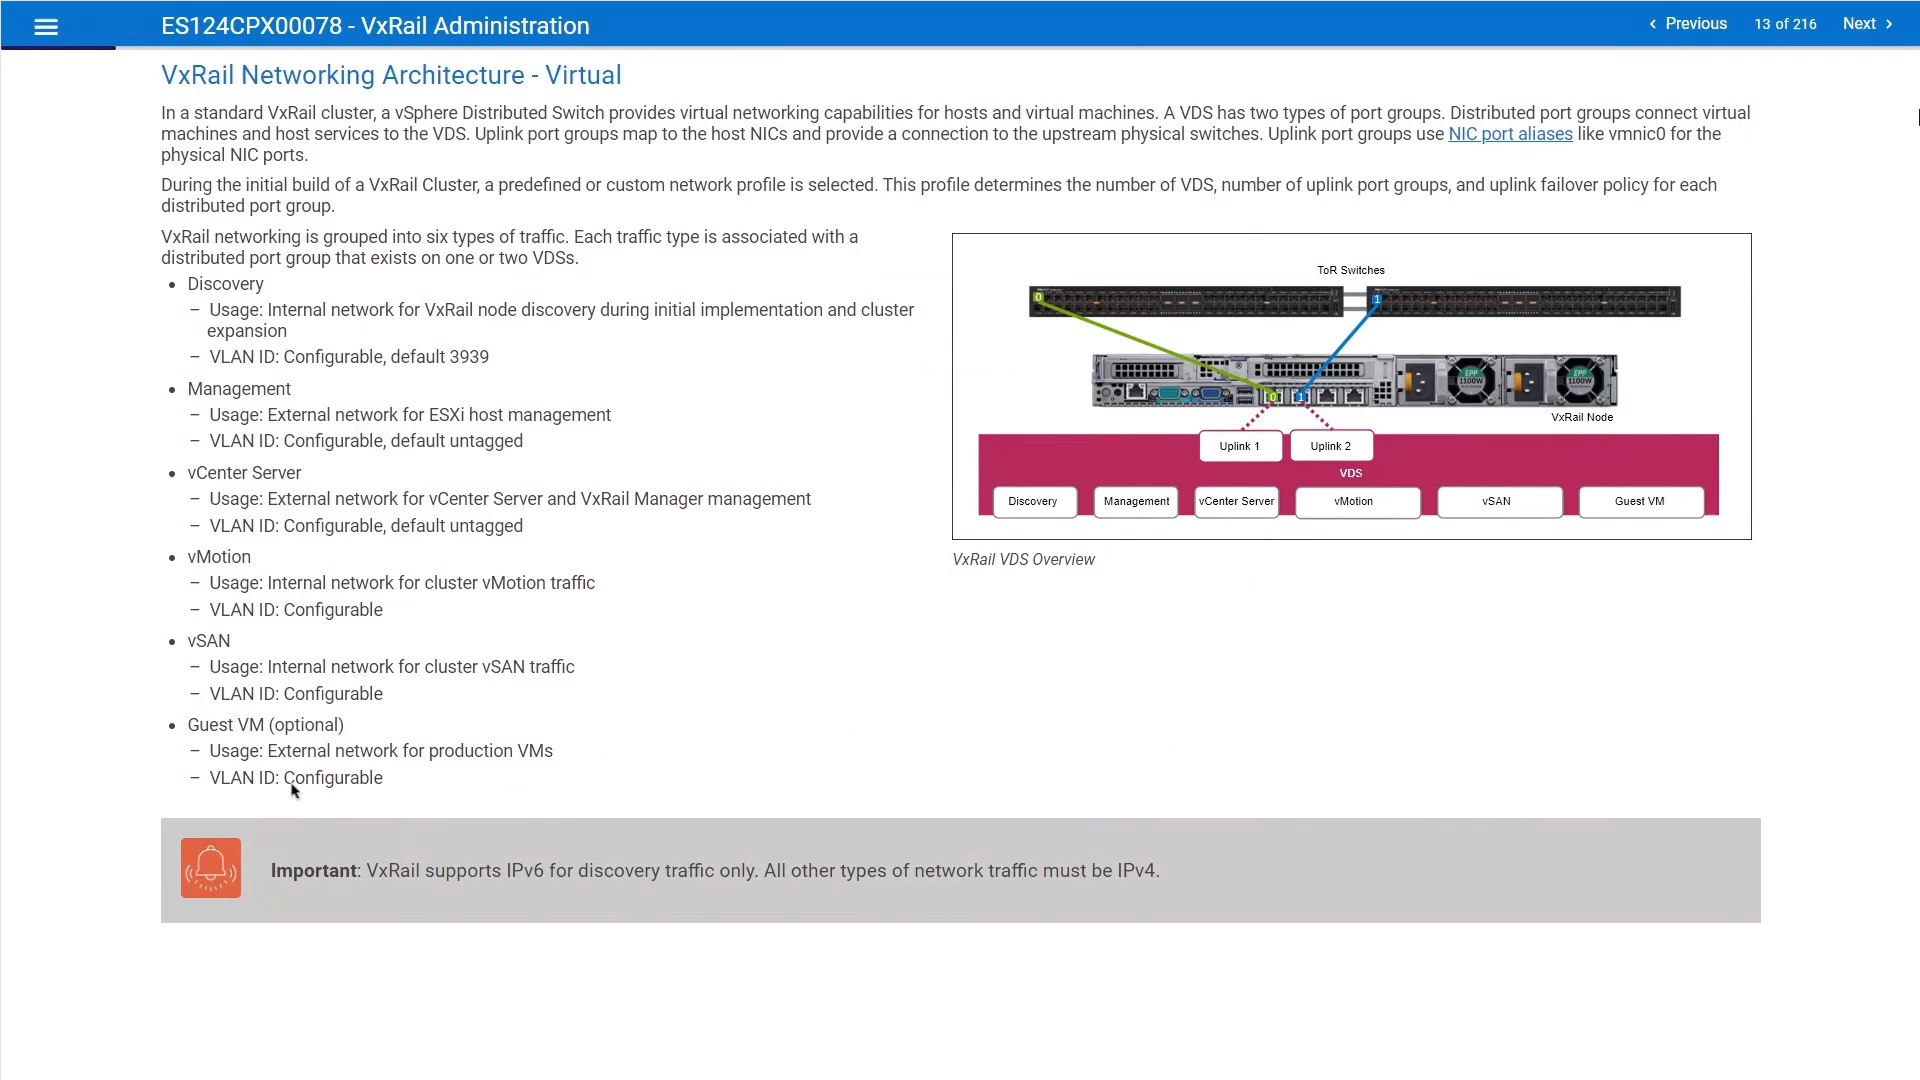 ES124CPX00078 - VxRail Administration
‹ Previous 13 of 216 Next ›
VxRail Networking Architecture - Virtual
In a standard VxRail cluster, a vSphere Distributed Switch provides virtual networking capabilities for hosts and virtual machines. A VDS has two types of port groups. Distributed port groups connect virtual
machines and host services to the VDS. Uplink port groups map to the host NICs and provide a connection to the upstream physical switches. Uplink port groups use NIC port aliases like vmnic0 for the
physical NIC ports.
During the initial build of a VxRail Cluster, a predefined or custom network profile is selected. This profile determines the number of VDS, number of uplink port groups, and uplink failover policy for each
distributed port group.
VxRail networking is grouped into six types of traffic. Each traffic type is associated with a
distributed port group that exists on one or two VDSs.
• Discovery
– Usage: Internal network for VxRail node discovery during initial implementation and cluster
expansion
– VLAN ID: Configurable, default 3939
• Management
– Usage: External network for ESXi host management
– VLAN ID: Configurable, default untagged
• vCenter Server
– Usage: External network for vCenter Server and VxRail Manager management
– VLAN ID: Configurable, default untagged
• vMotion
– Usage: Internal network for cluster vMotion traffic
– VLAN ID: Configurable
• vSAN
– Usage: Internal network for cluster vSAN traffic
– VLAN ID: Configurable
• Guest VM (optional)
– Usage: External network for production VMs
– VLAN ID: Configurable
ToR Switches
0 1
EPP 1100W EPP 1100W
0 1
VxRail Node
Uplink 1 Uplink 2
VDS
Discovery Management vCenter Server vMotion vSAN Guest VM
VxRail VDS Overview
Important: VxRail supports IPv6 for discovery traffic only. All other types of network traffic must be IPv4.